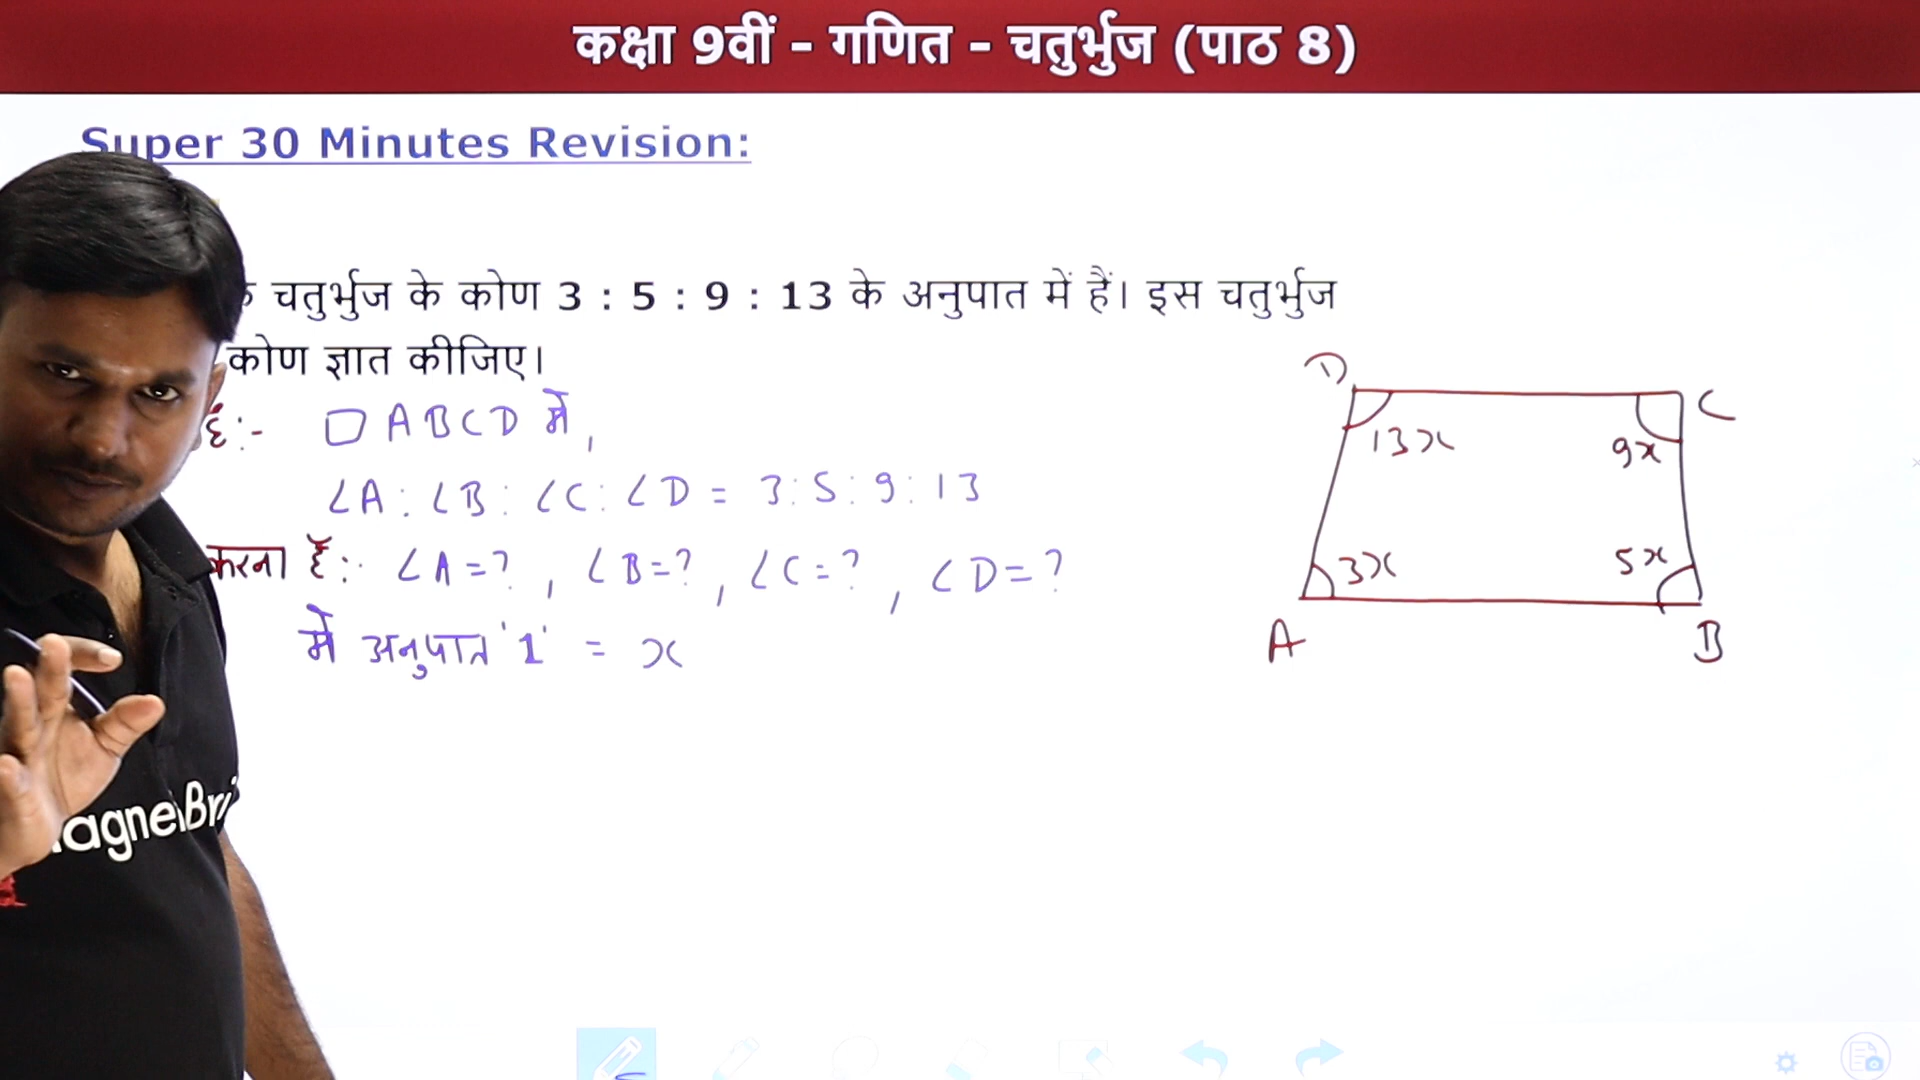 कक्षा 9वीं - गणित - चतुर्भुज (पाठ 8)
Super 30 Minutes Revision:
चतुर्भुज के कोण 3 : 5 : 9 : 13 के अनुपात में हैं। इस चतुर्भुज
कोण ज्ञात कीजिए।
है:- □ ABCD में,
∠A : ∠B : ∠C : ∠D = 3 : 5 : 9 : 13
करना है:- ∠A = ? , ∠B = ? , ∠C = ? , ∠D = ?
में अनुपात '1' = x
D
C
13x
9x
3x
5x
A
B
agnetBr